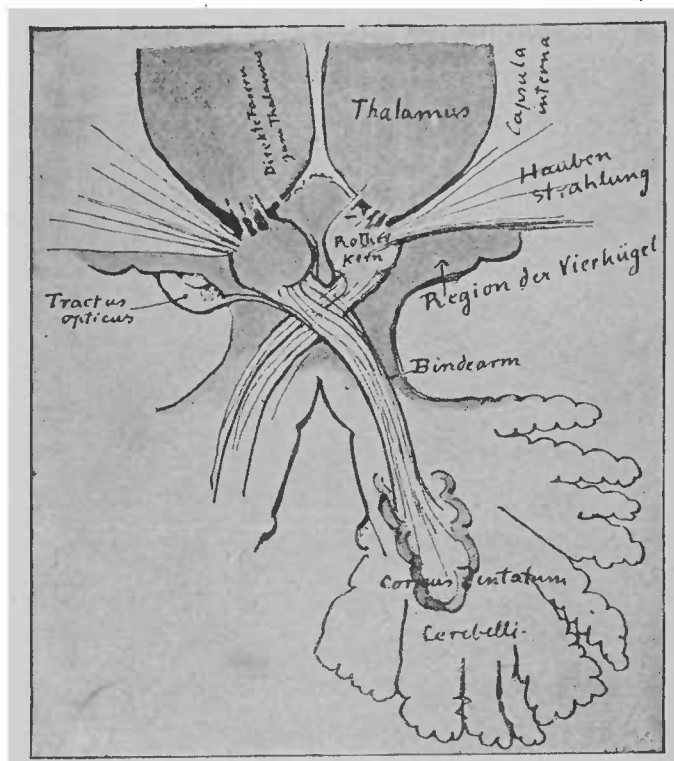 Direkte Fasern
zum Thalamus
Thalamus
Capsula
interna
Hauben
strahlung
Rother
Kern
Region der Vierhügel
Tractus
opticus
Bindearm
Corpus dentatum
Cerebelli.